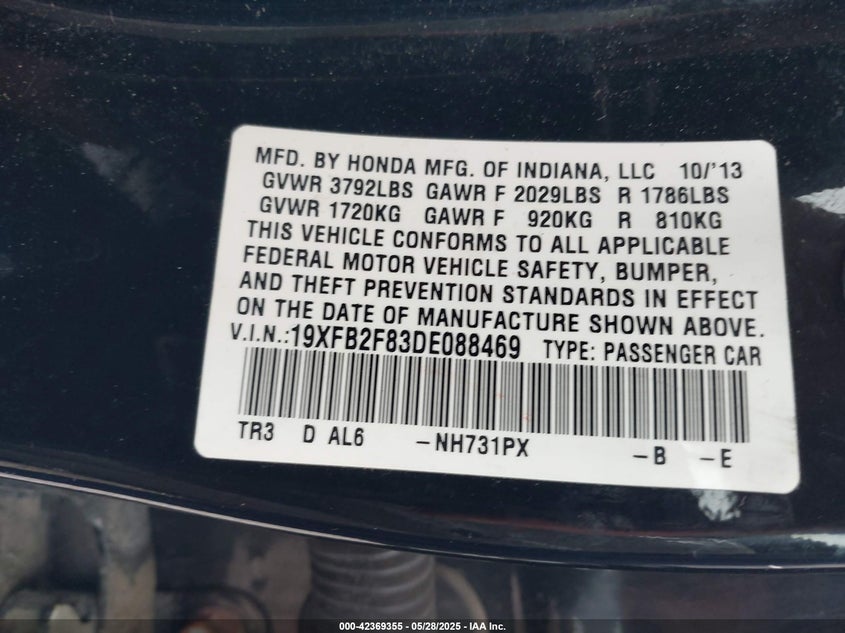 MFD. BY HONDA MFG. OF INDIANA, LLC 10/'13
GVWR 3792LBS GAWR F 2029LBS R 1786LBS
GVWR 1720KG GAWR F 920KG R 810KG
THIS VEHICLE CONFORMS TO ALL APPLICABLE
FEDERAL MOTOR VEHICLE SAFETY, BUMPER,
AND THEFT PREVENTION STANDARDS IN EFFECT
ON THE DATE OF MANUFACTURE SHOWN ABOVE.
V.I.N.:19XFB2F83DE088469 TYPE: PASSENGER CAR
TR3 D AL6 -NH731PX -B -E
000-42369355 - 05/28/2025 - IAA Inc.